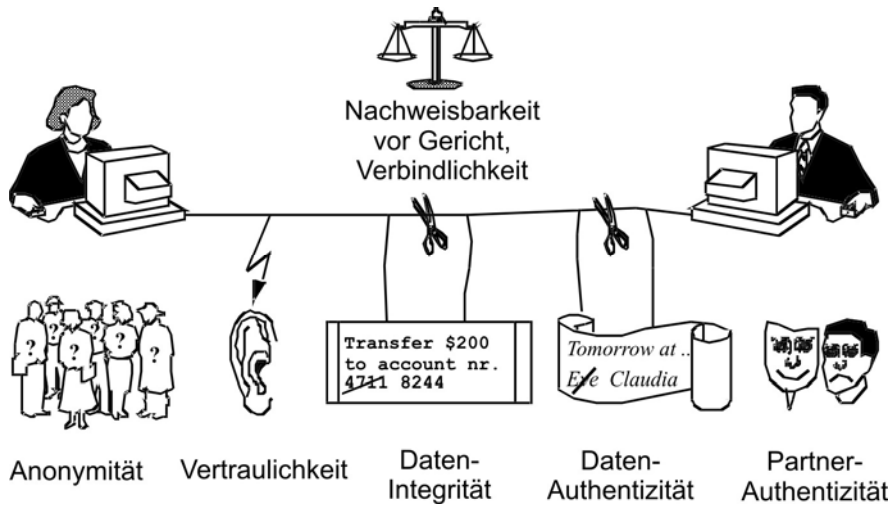 Nachweisbarkeit
vor Gericht,
Verbindlichkeit
? ? ? ? ?
Transfer $200
to account nr.
4711 8244
Tomorrow at ..
Eve Claudia
Anonymität
Vertraulichkeit
Daten-
Integrität
Daten-
Authentizität
Partner-
Authentizität